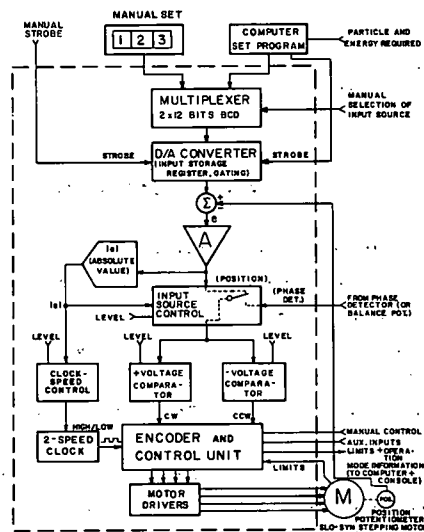 MANUAL SET
MANUAL
STROBE
1 2 3
COMPUTER
SET PROGRAM
PARTICLE AND
ENERGY REQUIRED
MULTIPLEXER
2x12 BITS BCD
MANUAL
SELECTION OF
INPUT SOURCE
STROBE
D/A CONVERTER
(INPUT STORAGE
REGISTER, GATING)
STROBE
Σ
+
−
e
A
|e|
(ABSOLUTE
VALUE)
(POSITION)
(PHASE
DET.)
|e|
INPUT
SOURCE
CONTROL
LEVEL
FROM PHASE
DETECTOR (OR
BALANCE POT.)
LEVEL
LEVEL
LEVEL
CLOCK-
SPEED
CONTROL
+VOLTAGE
COMPARA-
TOR
-VOLTAGE
COMPARA-
TOR
HIGH/LOW
CW
CCW
2-SPEED
CLOCK
ENCODER AND
CONTROL UNIT
MANUAL CONTROL
AUX. INPUTS
LIMITS + OPERATION
MODE INFORMATION
(TO COMPUTER +
CONSOLE)
LIMITS
MOTOR
DRIVERS
M
POT.
POSITION
POTENTIOMETER
SLO-SYN STEPPING MOTOR